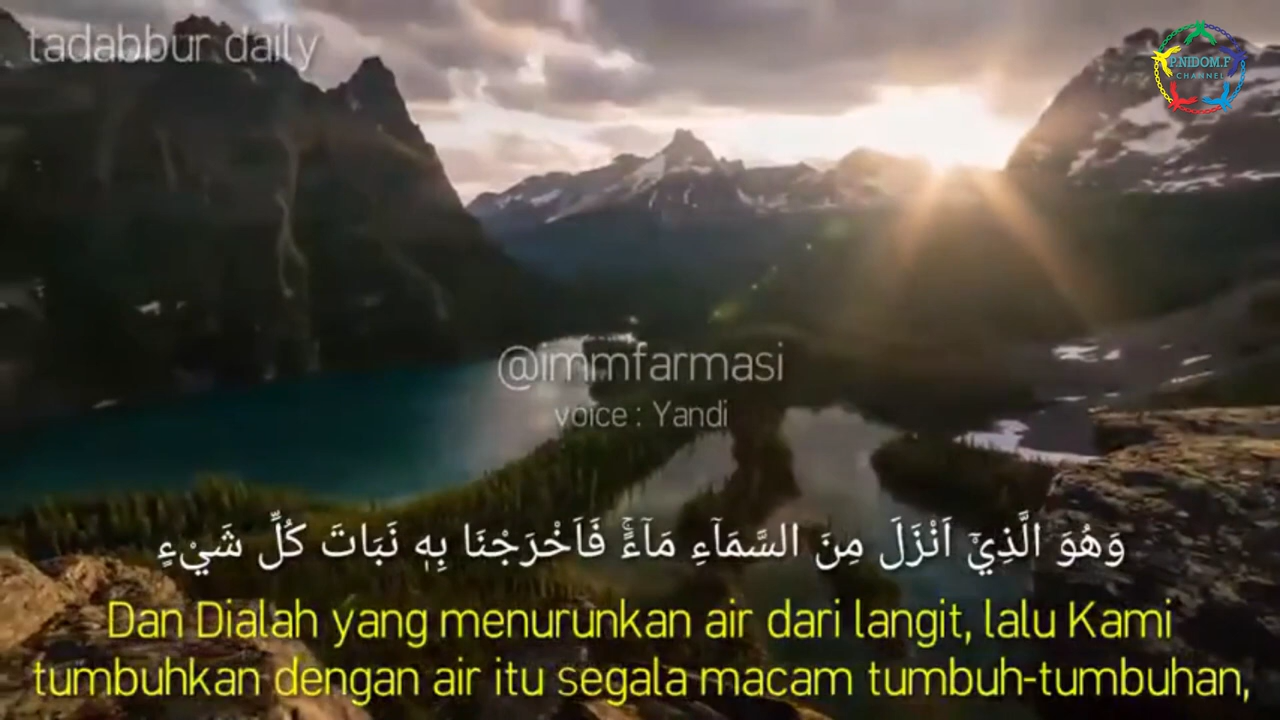 tadabbur daily
P.NIDOM.F
CHANNEL
@immfarmasi
voice : Yandi
وَهُوَ الَّذِيْٓ اَنْزَلَ مِنَ السَّمَاۤءِ مَاۤءًۚ فَاَخْرَجْنَا بِهٖ نَبَاتَ كُلِّ شَيْءٍ
Dan Dialah yang menurunkan air dari langit, lalu Kami
tumbuhkan dengan air itu segala macam tumbuh-tumbuhan,